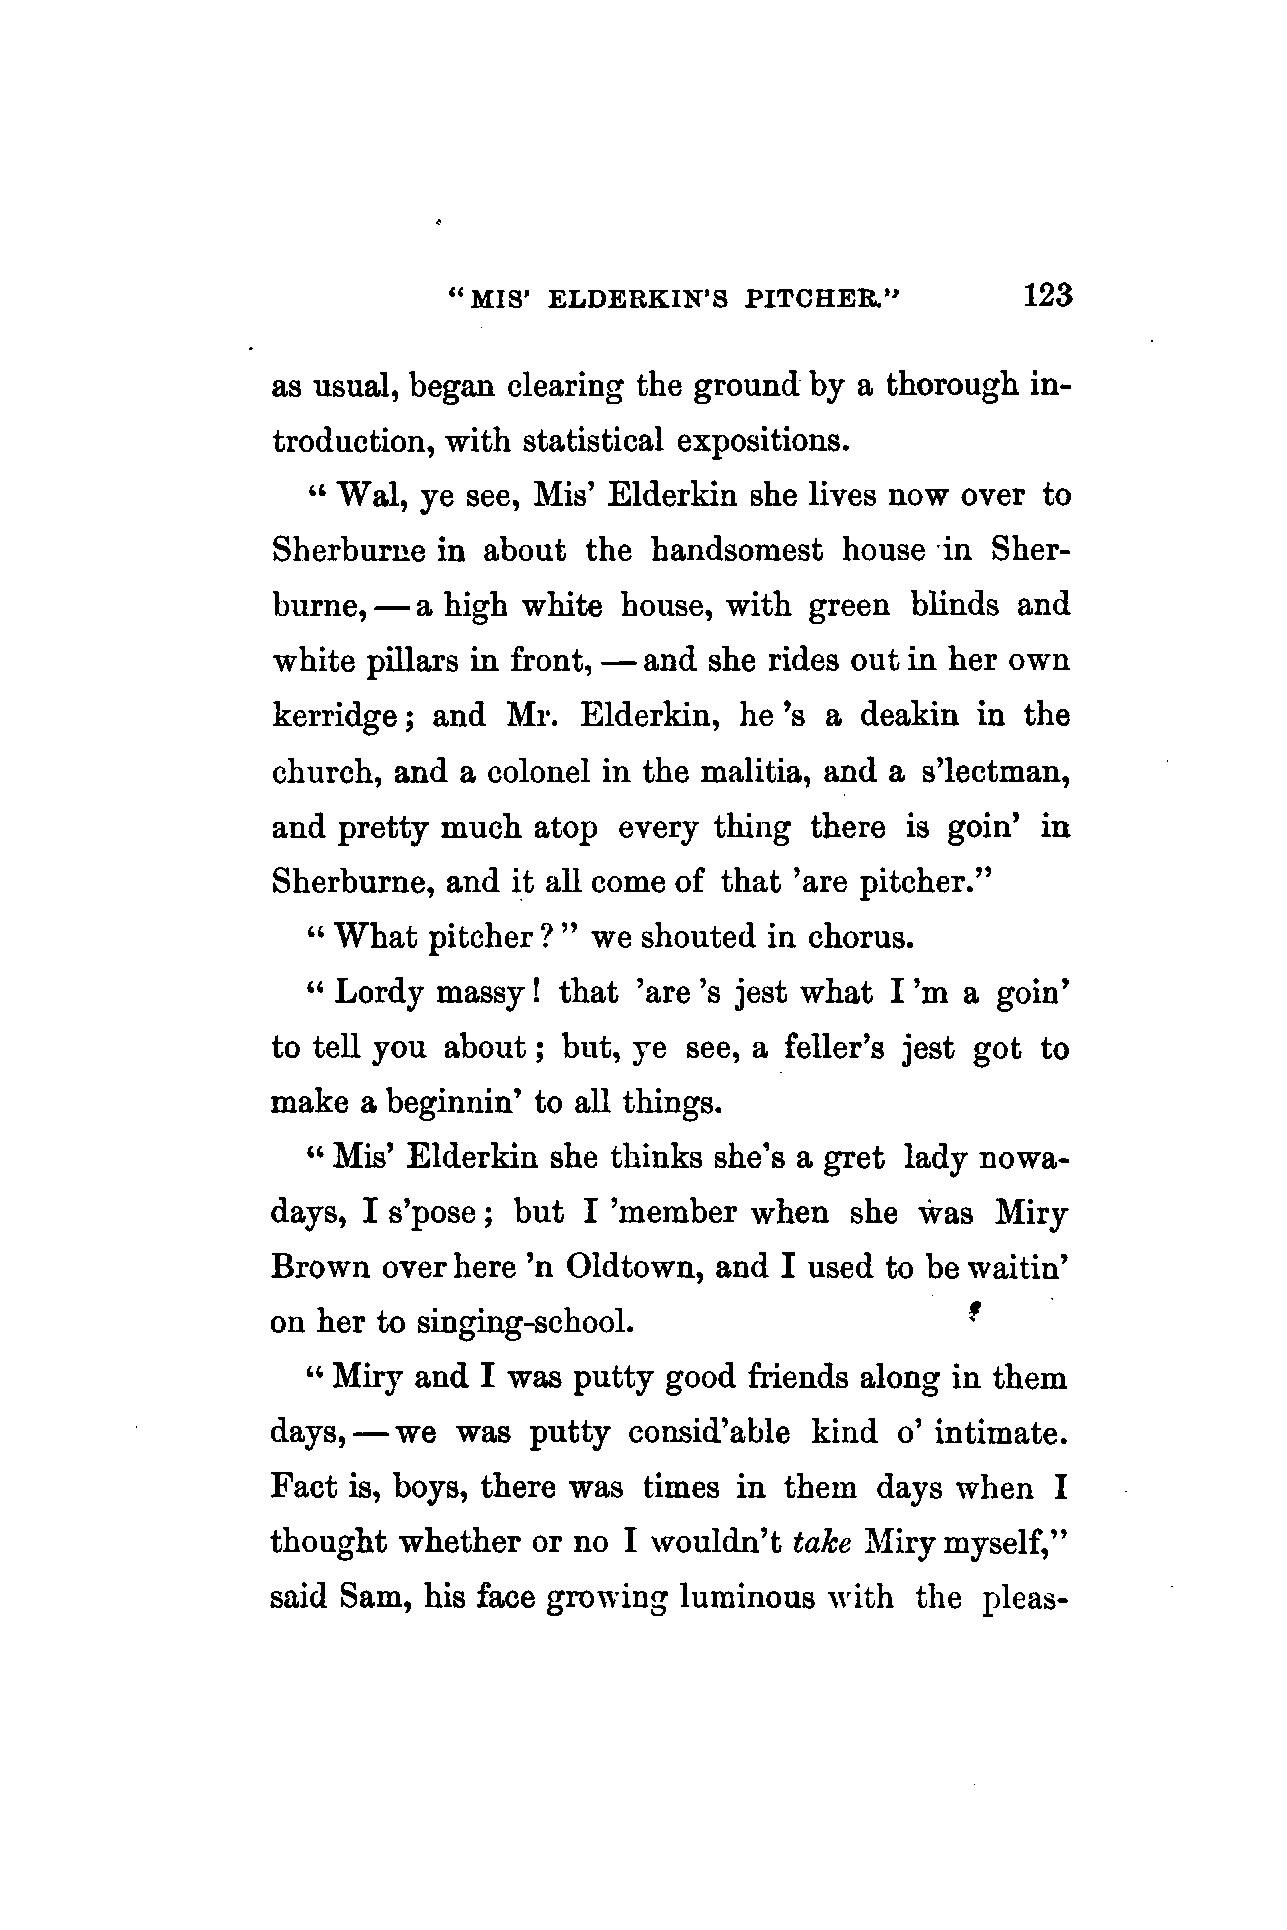 "MIS' ELDERKIN'S PITCHER." 123
as usual, began clearing the ground by a thorough in-
troduction, with statistical expositions.
"Wal, ye see, Mis' Elderkin she lives now over to
Sherburne in about the handsomest house in Sher-
burne, — a high white house, with green blinds and
white pillars in front, — and she rides out in her own
kerridge; and Mr. Elderkin, he 's a deakin in the
church, and a colonel in the malitia, and a s'lectman,
and pretty much atop every thing there is goin' in
Sherburne, and it all come of that 'are pitcher."
"What pitcher?" we shouted in chorus.
"Lordy massy! that 'are 's jest what I 'm a goin'
to tell you about; but, ye see, a feller's jest got to
make a beginnin' to all things.
"Mis' Elderkin she thinks she's a gret lady nowa-
days, I s'pose; but I 'member when she was Miry
Brown over here 'n Oldtown, and I used to be waitin'
on her to singing-school.
"Miry and I was putty good friends along in them
days, — we was putty consid'able kind o' intimate.
Fact is, boys, there was times in them days when I
thought whether or no I wouldn't take Miry myself,"
said Sam, his face growing luminous with the pleas-